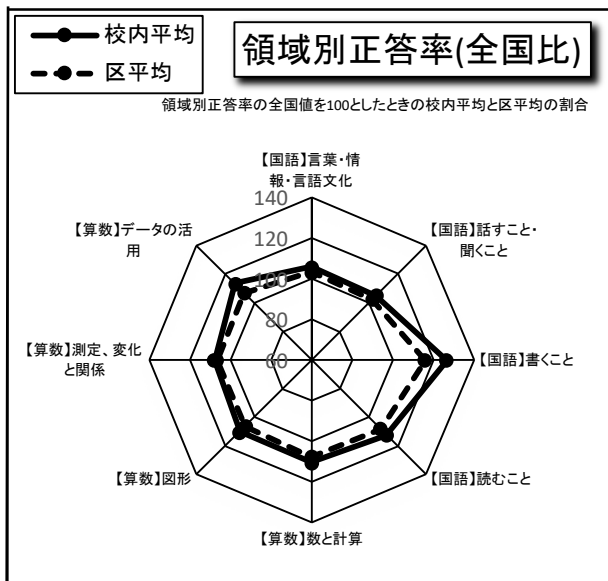 校内平均
区平均
領域別正答率(全国比)
領域別正答率の全国値を100としたときの校内平均と区平均の割合
【国語】言葉・情
報・言語文化
140
120
100
80
60
【国語】話すこと・
聞くこと
【国語】書くこと
【国語】読むこと
【算数】数と計算
【算数】図形
【算数】測定、変化
と関係
【算数】データの活
用